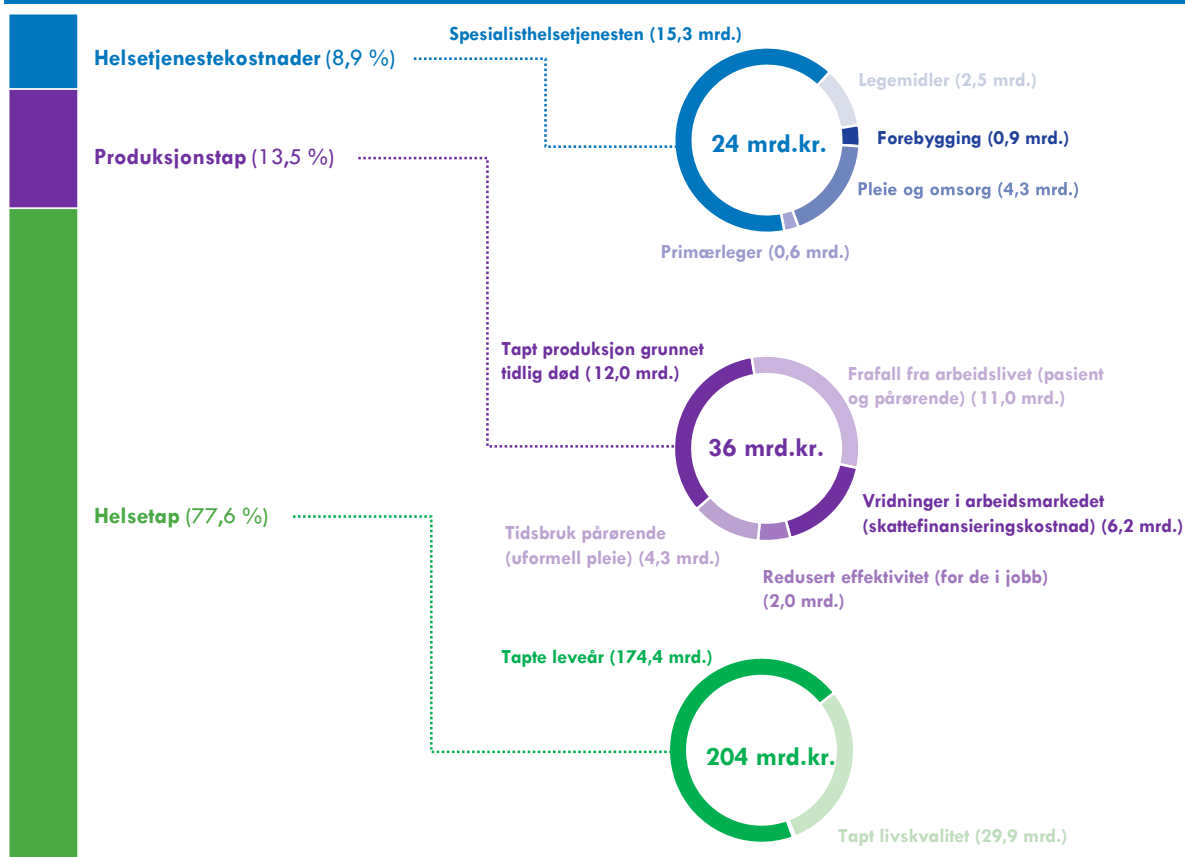 Spesialisthelsetjenesten (15,3 mrd.)
Helsetjenestekostnader (8,9 %)
Legemidler (2,5 mrd.)
24 mrd.kr.
Forebygging (0,9 mrd.)
Produksjonstap (13,5 %)
Pleie og omsorg (4,3 mrd.)
Primærleger (0,6 mrd.)
Tapt produksjon grunnet
tidlig død (12,0 mrd.)
Frafall fra arbeidslivet (pasient
og pårørende) (11,0 mrd.)
36 mrd.kr.
Vridninger i arbeidsmarkedet
(skattefinansieringskostnad) (6,2 mrd.)
Helsetap (77,6 %)
Tidsbruk pårørende
(uformell pleie) (4,3 mrd.)
Redusert effektivitet (for de i jobb)
(2,0 mrd.)
Tapte leveår (174,4 mrd.)
204 mrd.kr.
Tapt livskvalitet (29,9 mrd.)